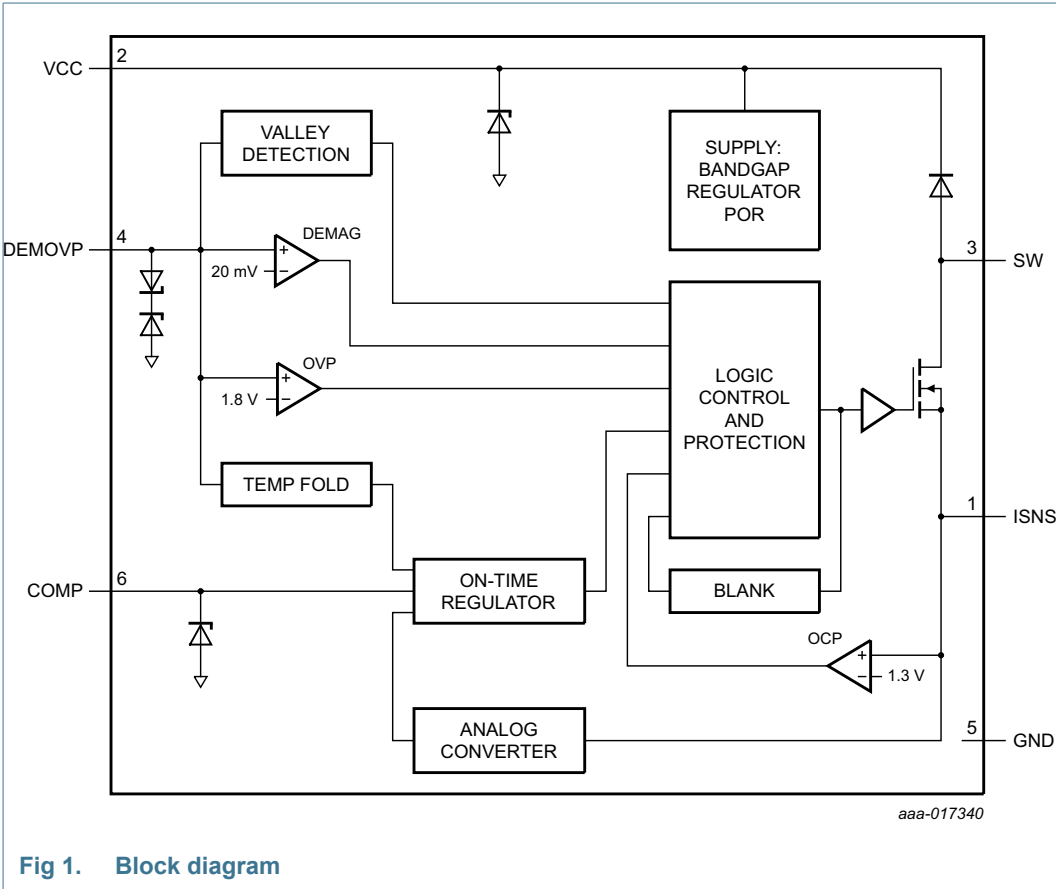 2
VCC
VALLEY
DETECTION
SUPPLY:
BANDGAP
REGULATOR
POR
4
DEMOVP
DEMAG
+
20 mV
−
3
SW
OVP
+
1.8 V
−
LOGIC
CONTROL
AND
PROTECTION
TEMP FOLD
1
ISNS
6
COMP
ON-TIME
REGULATOR
BLANK
OCP
+
−
1.3 V
ANALOG
CONVERTER
5
GND
aaa-017340
Fig 1. Block diagram